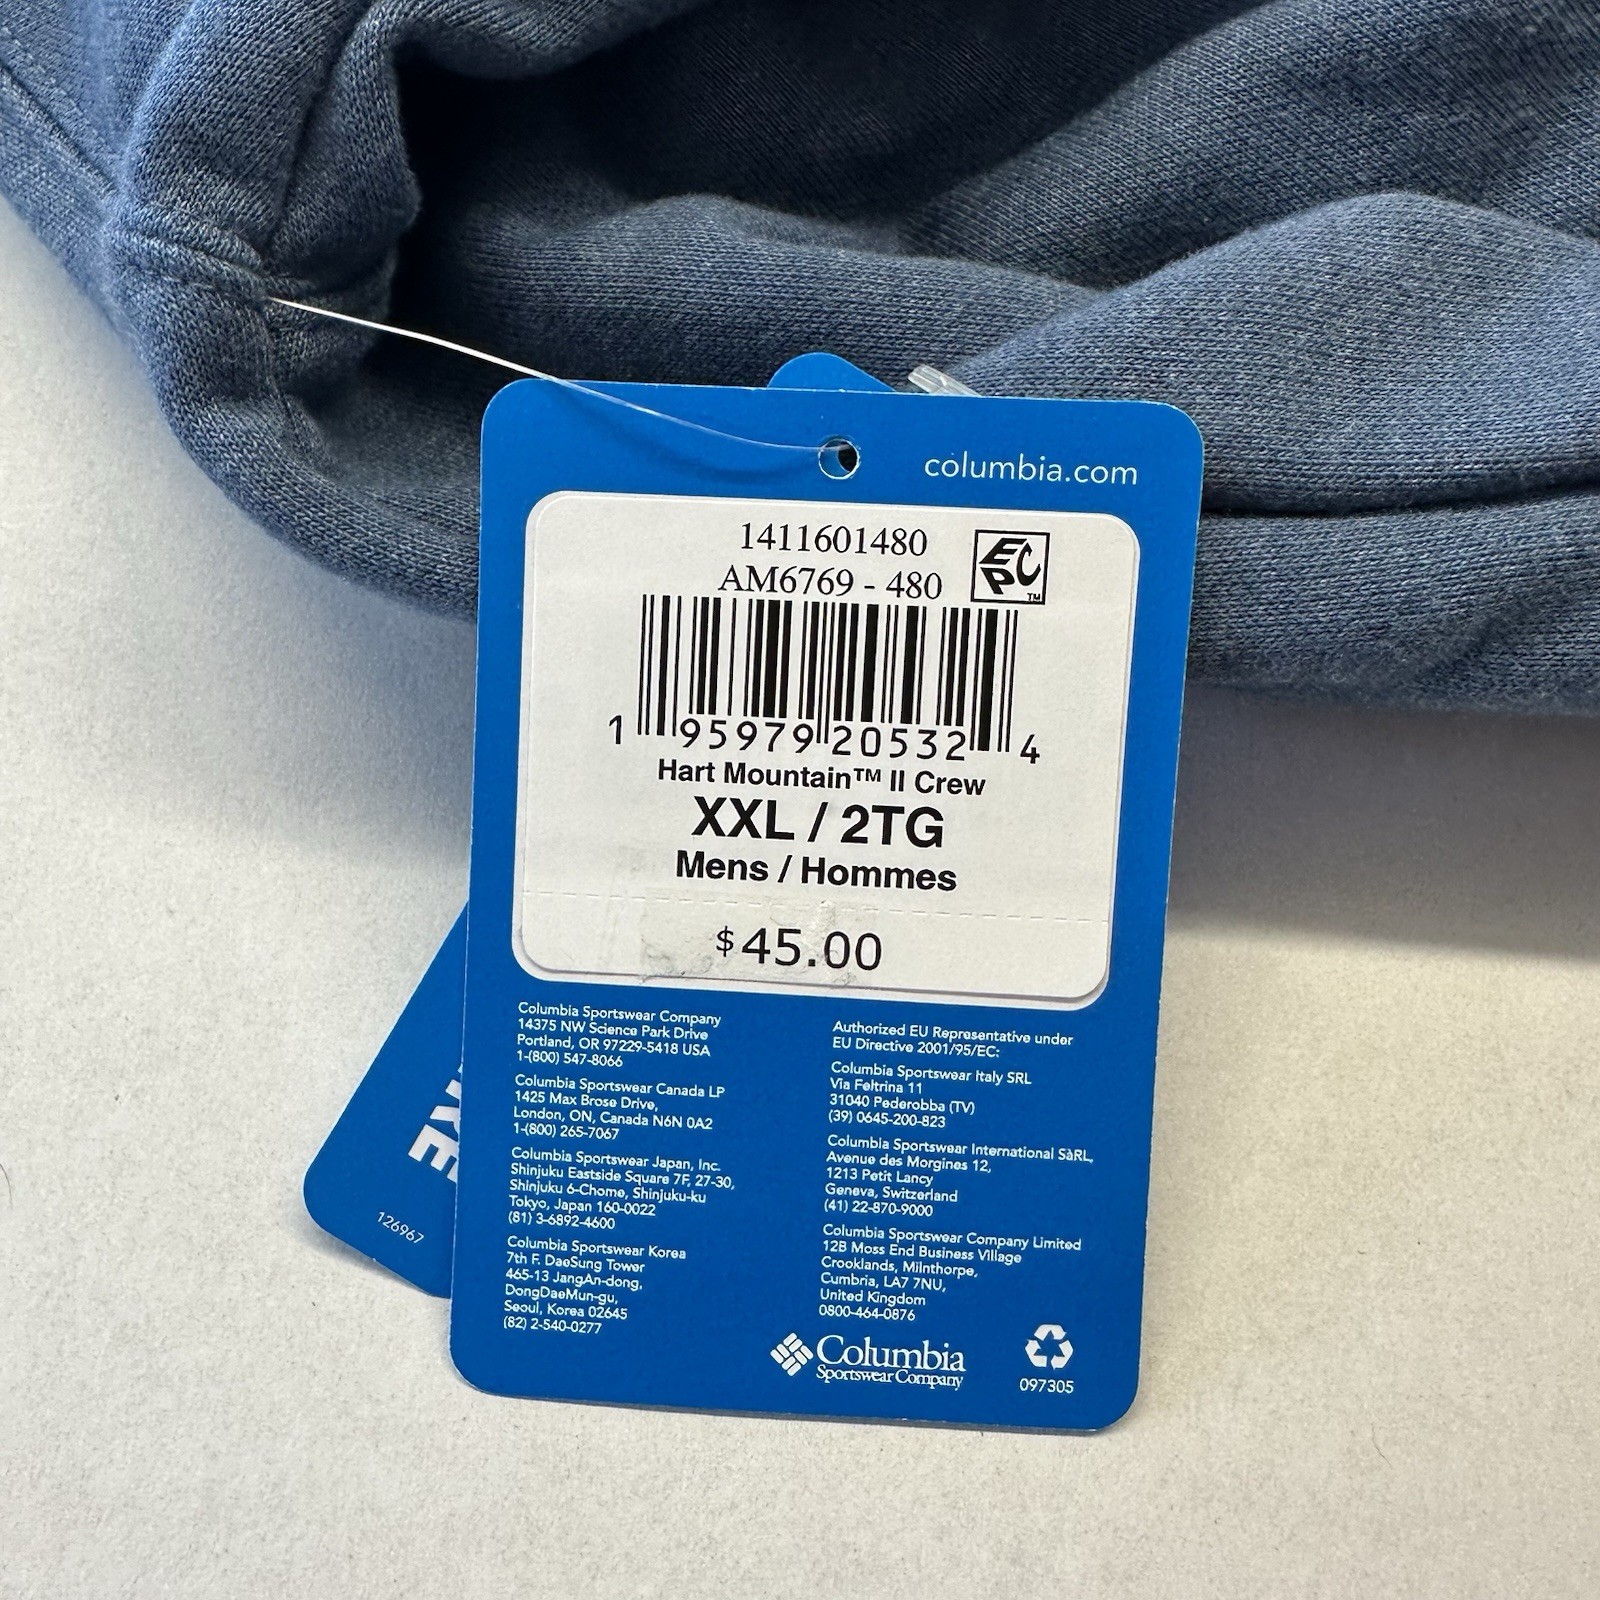 columbia.com
1411601480
AM6769 - 480
EPC™
1 95979 20532 4
Hart Mountain™ II Crew
XXL / 2TG
Mens / Hommes
$45.00
Columbia Sportswear Company
14375 NW Science Park Drive
Portland, OR 97229-5418 USA
1-(800) 547-8066
Columbia Sportswear Canada LP
1425 Max Brose Drive,
London, ON, Canada N6N 0A2
1-(800) 265-7067
Columbia Sportswear Japan, Inc.
Shinjuku Eastside Square 7F, 27-30,
Shinjuku 6-Chome, Shinjuku-ku
Tokyo, Japan 160-0022
(81) 3-6892-4600
Columbia Sportswear Korea
7th F. DaeSung Tower
465-13 JangAn-dong,
DongDaeMun-gu,
Seoul, Korea 02645
(82) 2-540-0277
Authorized EU Representative under
EU Directive 2001/95/EC:
Columbia Sportswear Italy SRL
Via Feltrina 11
31040 Pederobba (TV)
(39) 0645-200-823
Columbia Sportswear International SàRL,
Avenue des Morgines 12,
1213 Petit Lancy
Geneva, Switzerland
(41) 22-870-9000
Columbia Sportswear Company Limited
12B Moss End Business Village
Crooklands, Milnthorpe,
Cumbria, LA7 7NU,
United Kingdom
0800-464-0876
Columbia
Sportswear Company
097305
126967